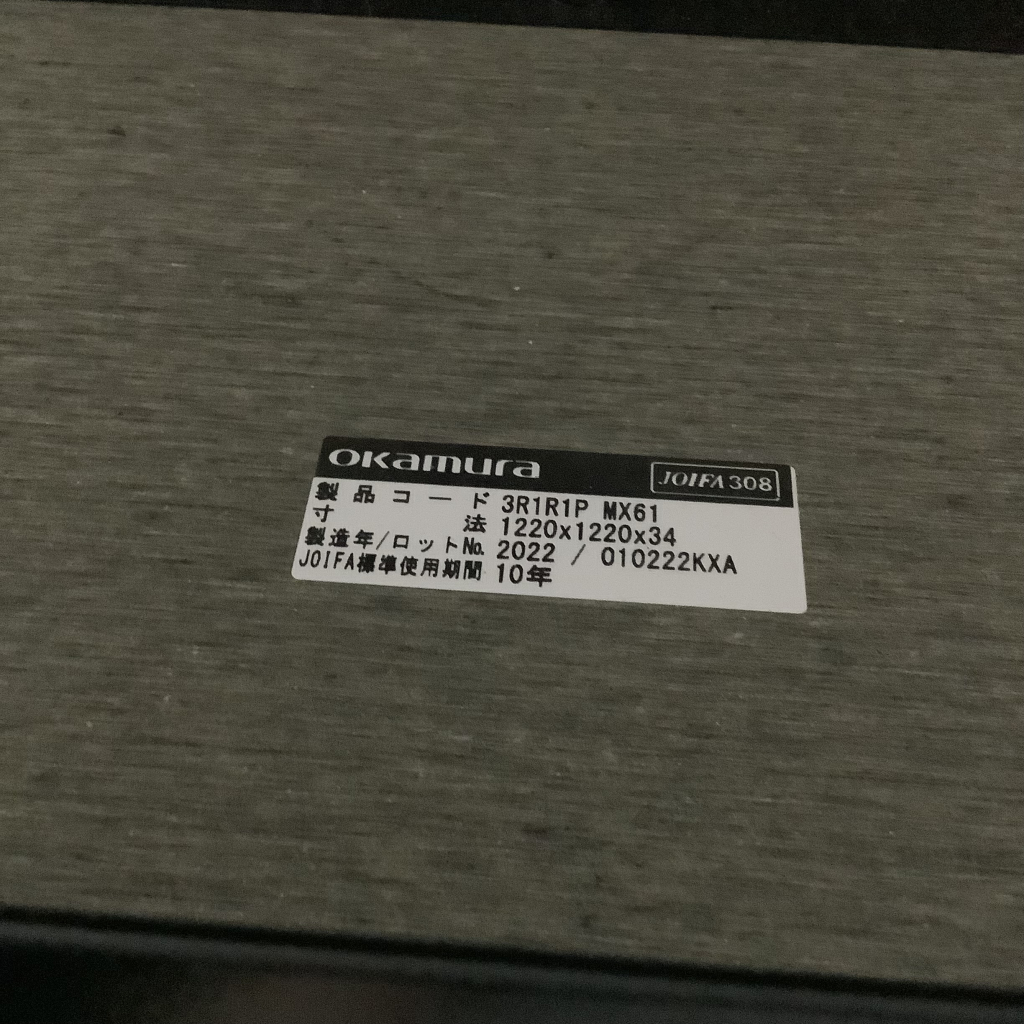 okamura JOIFA 308
製品コード 3R1R1P MX61
寸法 1220x1220x34
製造年/ロット№ 2022 / 010222KXA
JOIFA標準使用期間 10年